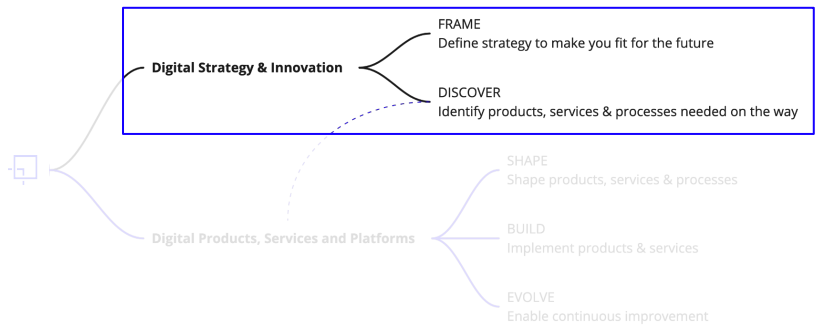 FRAME
Define strategy to make you fit for the future
Digital Strategy & Innovation
DISCOVER
Identify products, services & processes needed on the way
SHAPE
Shape products, services & processes
Digital Products, Services and Platforms
BUILD
Implement products & services
EVOLVE
Enable continuous improvement